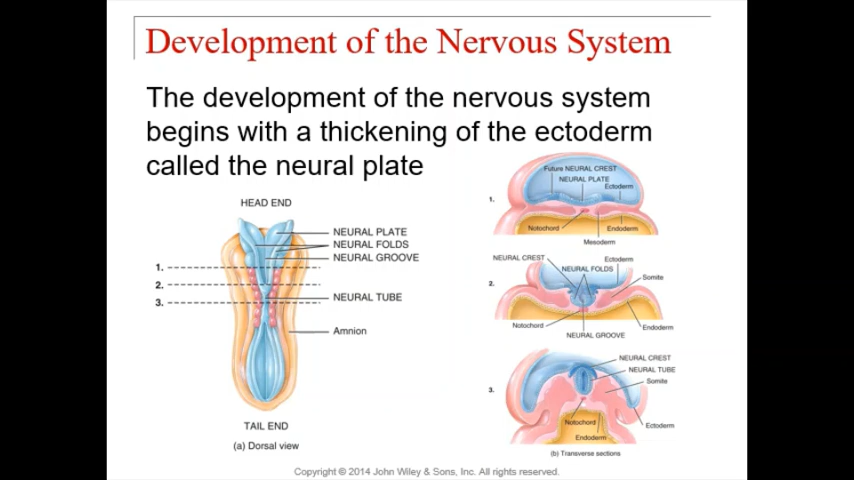 Development of the Nervous System
The development of the nervous system
begins with a thickening of the ectoderm
called the neural plate
HEAD END
NEURAL PLATE
NEURAL FOLDS
NEURAL GROOVE
1.
2.
3.
NEURAL TUBE
Amnion
TAIL END
(a) Dorsal view
Future NEURAL CREST
NEURAL PLATE
Ectoderm
1.
Notochord
Endoderm
Mesoderm
NEURAL CREST
Ectoderm
NEURAL FOLDS
Somite
2.
Notochord
Endoderm
NEURAL GROOVE
NEURAL CREST
NEURAL TUBE
Somite
3.
Notochord
Ectoderm
Endoderm
(b) Transverse sections
Copyright © 2014 John Wiley & Sons, Inc. All rights reserved.